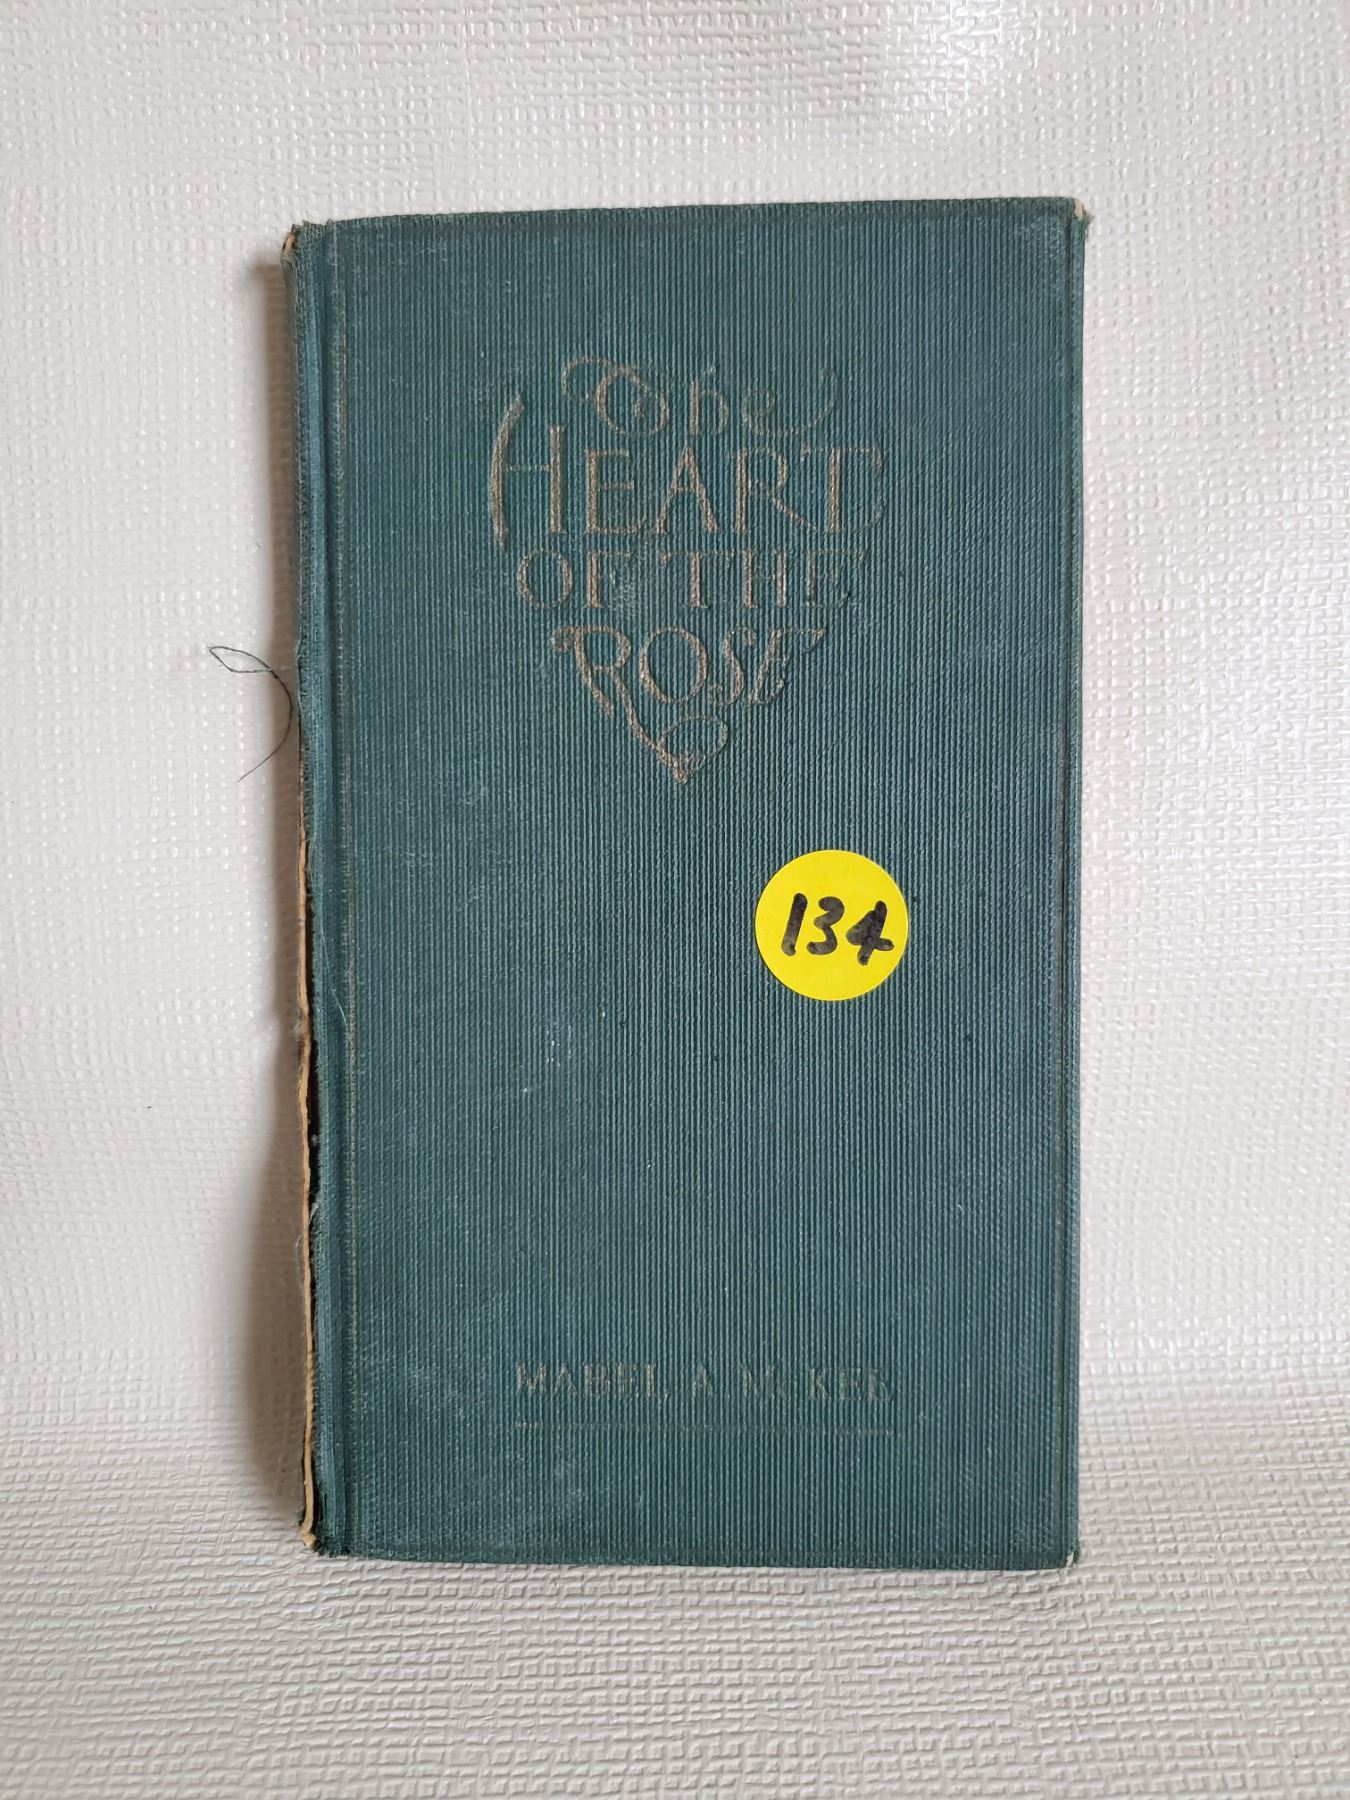 The
HEART
OF THE
ROSE
134
MABEL A. McKEE